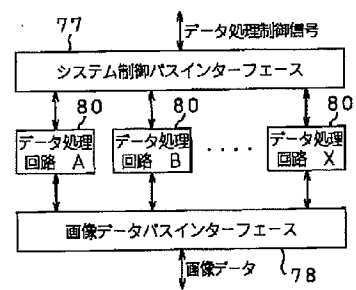 77
データ処理制御信号
システム制御バスインターフェース
80
80
80
データ処理
回路 A
データ処理
回路 B
・・・・
データ処理
回路 X
画像データバスインターフェース
画像データ
78